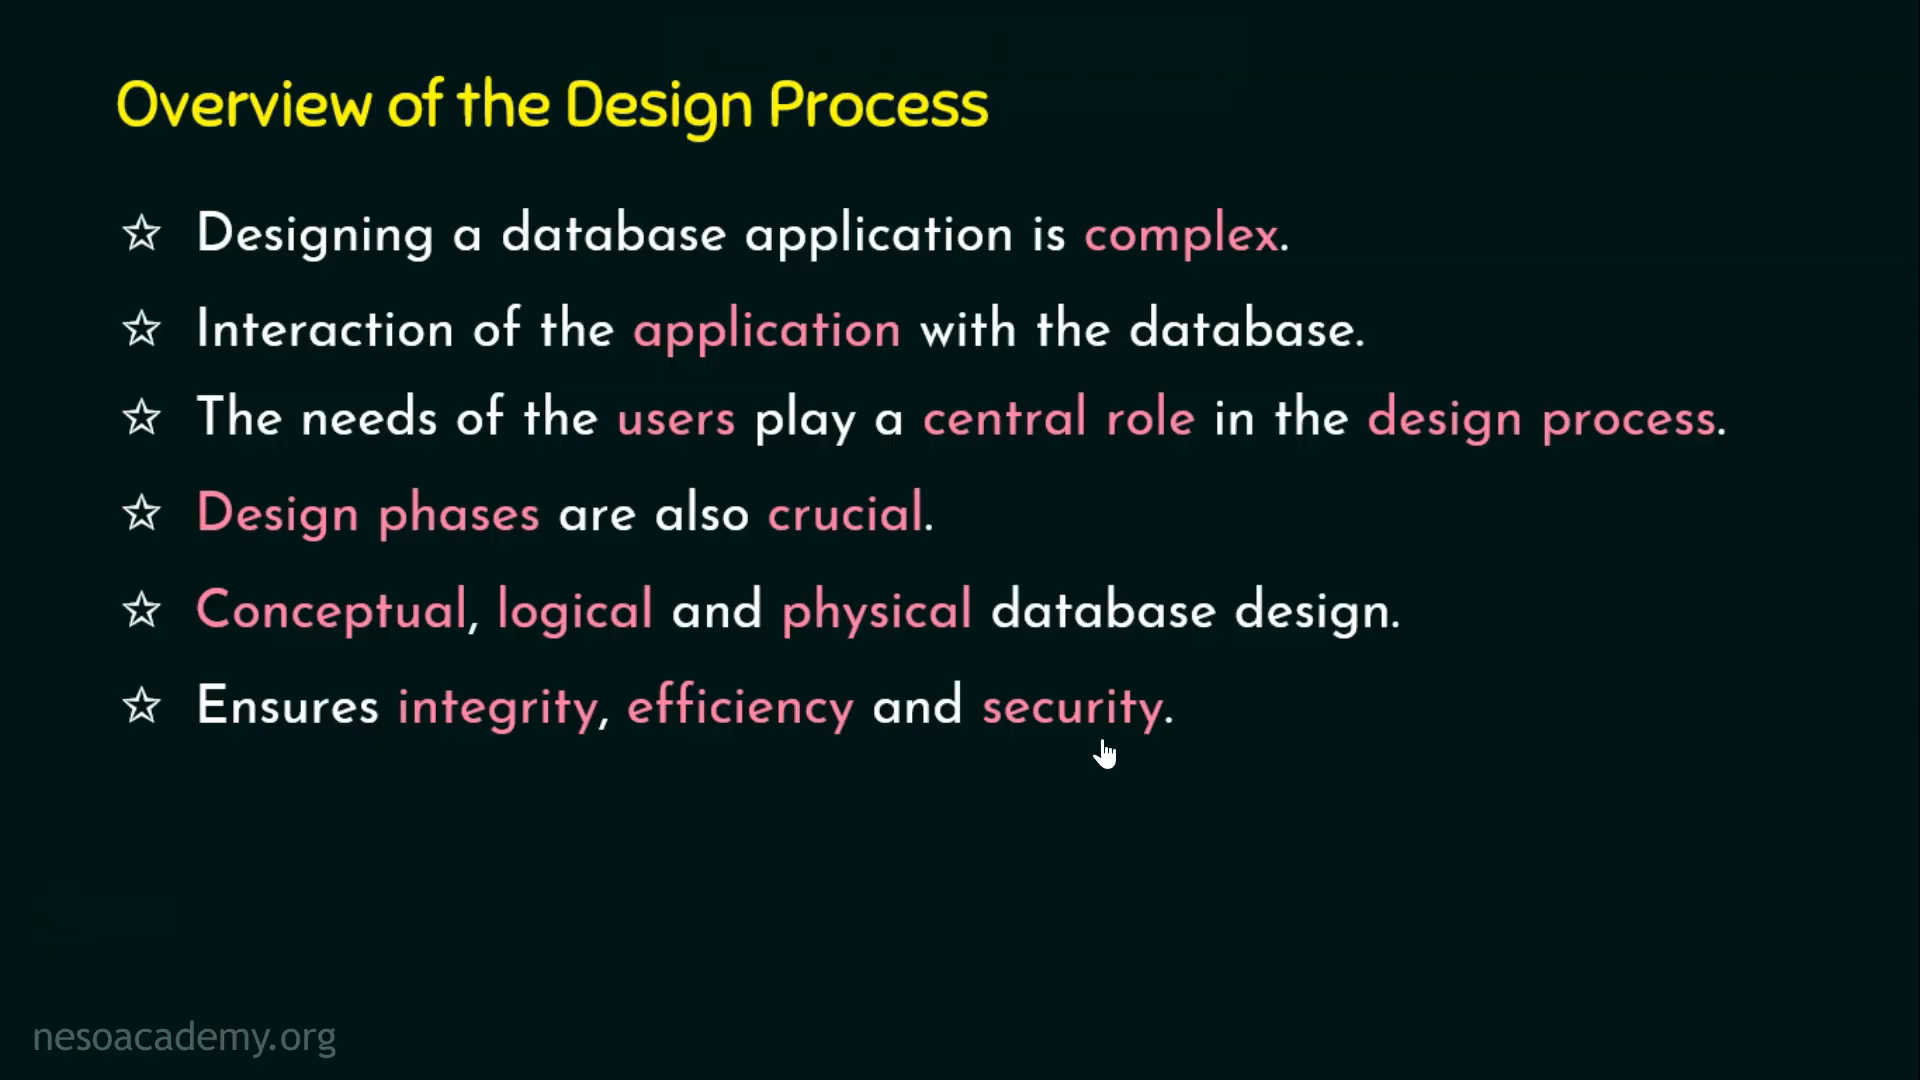 Overview of the Design Process
☆ Designing a database application is complex.
☆ Interaction of the application with the database.
☆ The needs of the users play a central role in the design process.
☆ Design phases are also crucial.
☆ Conceptual, logical and physical database design.
☆ Ensures integrity, efficiency and security.
nesoacademy.org